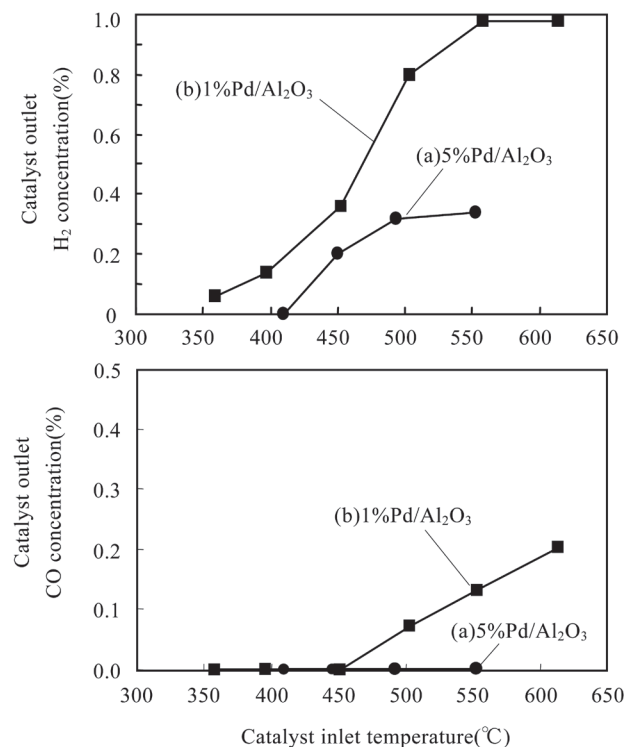 Catalyst outlet
H₂ concentration(%)
1.0
0.8
0.6
0.4
0.2
0
(b)1%Pd/Al₂O₃
(a)5%Pd/Al₂O₃
300 350 400 450 500 550 600 650
Catalyst outlet
CO concentration(%)
0.5
0.4
0.3
0.2
0.1
0.0
(b)1%Pd/Al₂O₃
(a)5%Pd/Al₂O₃
300 350 400 450 500 550 600 650
Catalyst inlet temperature(℃)